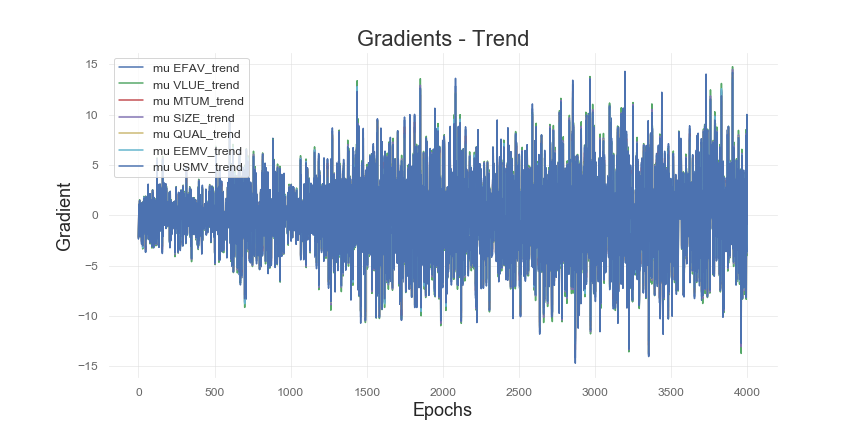 Gradients - Trend
15
10
5
0
−5
−10
−15
Gradient
mu EFAV_trend
mu VLUE_trend
mu MTUM_trend
mu SIZE_trend
mu QUAL_trend
mu EEMV_trend
mu USMV_trend
0 500 1000 1500 2000 2500 3000 3500 4000
Epochs